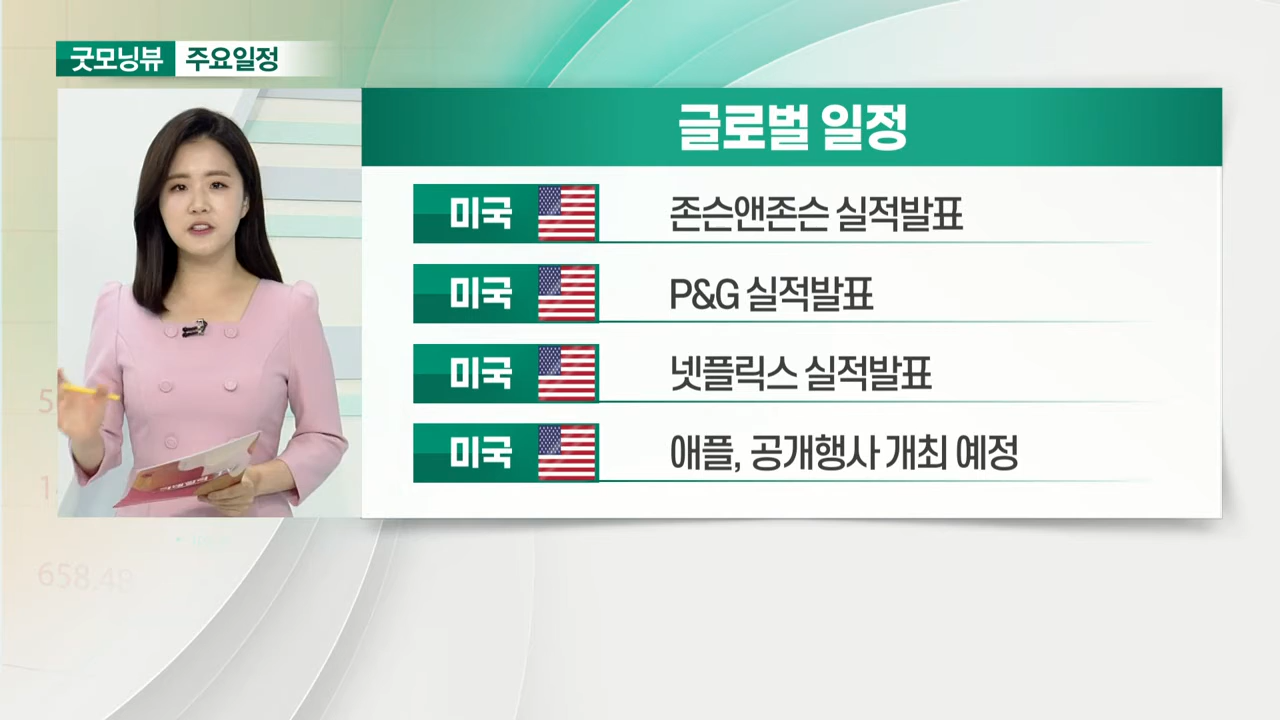 굿모닝뷰 주요일정
글로벌 일정
미국 존슨앤존슨 실적발표
미국 P&G 실적발표
미국 넷플릭스 실적발표
미국 애플, 공개행사 개최 예정
658.48